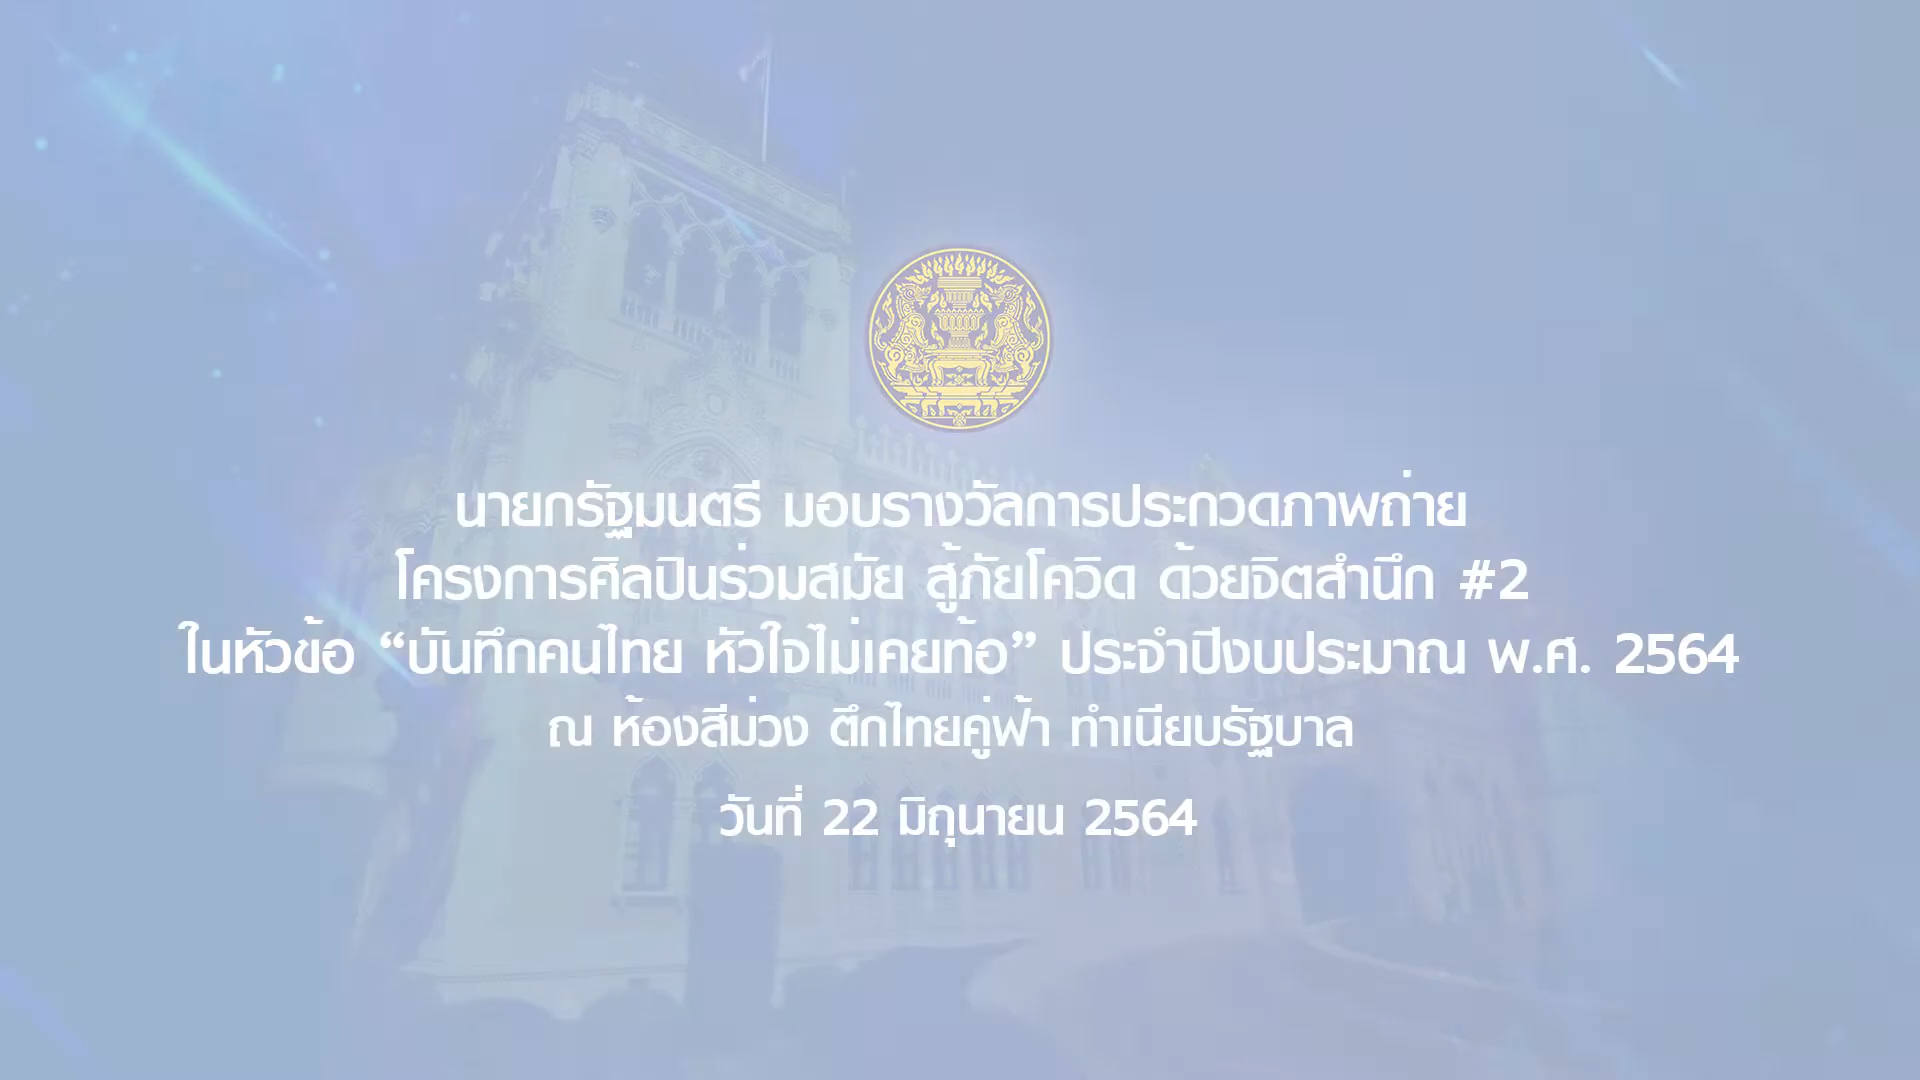 นายกรัฐมนตรี มอบรางวัลการประกวดภาพถ่าย
โครงการศิลปินร่วมสมัย สู้ภัยโควิด ด้วยจิตสำนึก #2
ในหัวข้อ “บันทึกคนไทย หัวใจไม่เคยท้อ” ประจำปีงบประมาณ พ.ศ. 2564
ณ ห้องสีม่วง ตึกไทยคู่ฟ้า ทำเนียบรัฐบาล
วันที่ 22 มิถุนายน 2564